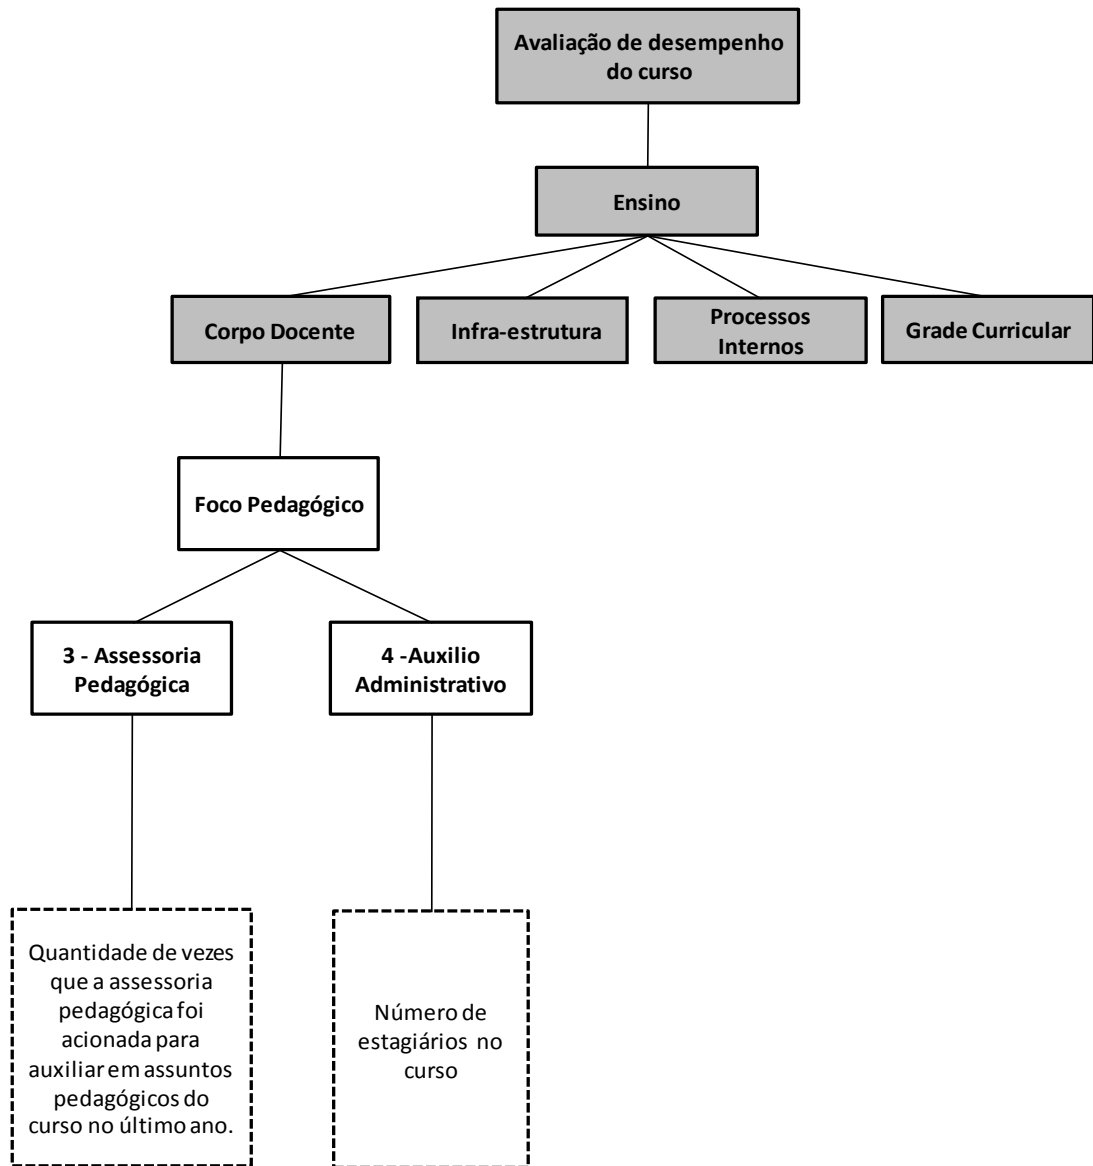 Avaliação de desempenho
do curso
Ensino
Corpo Docente
Infra-estrutura
Processos
Internos
Grade Curricular
Foco Pedagógico
3 - Assessoria
Pedagógica
4 -Auxilio
Administrativo
Quantidade de vezes
que a assessoria
pedagógica foi
acionada para
auxiliar em assuntos
pedagógicos do
curso no último ano.
Número de
estagiários no
curso